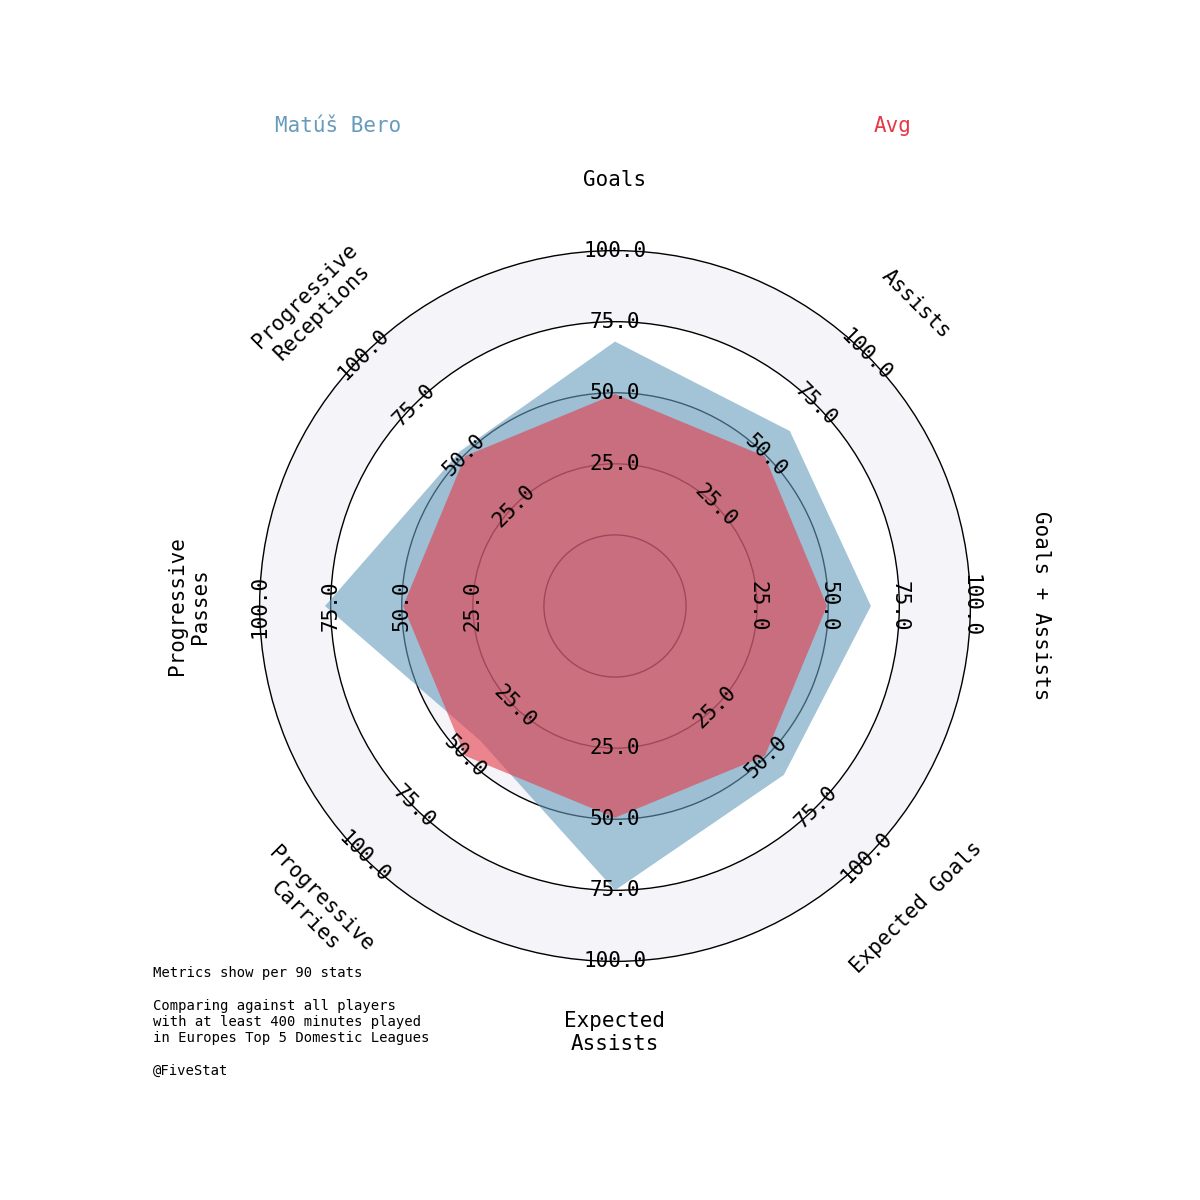 Matúš Bero
Avg
Goals
Assists
Goals + Assists
Expected Goals
Expected
Assists
Progressive
Carries
Progressive
Passes
Progressive
Receptions
25.0
50.0
75.0
100.0
25.0
50.0
75.0
100.0
25.0
50.0
75.0
100.0
25.0
50.0
75.0
100.0
25.0
50.0
75.0
100.0
25.0
50.0
75.0
100.0
25.0
50.0
75.0
100.0
25.0
50.0
75.0
100.0
Metrics show per 90 stats
Comparing against all players
with at least 400 minutes played
in Europes Top 5 Domestic Leagues
@FiveStat